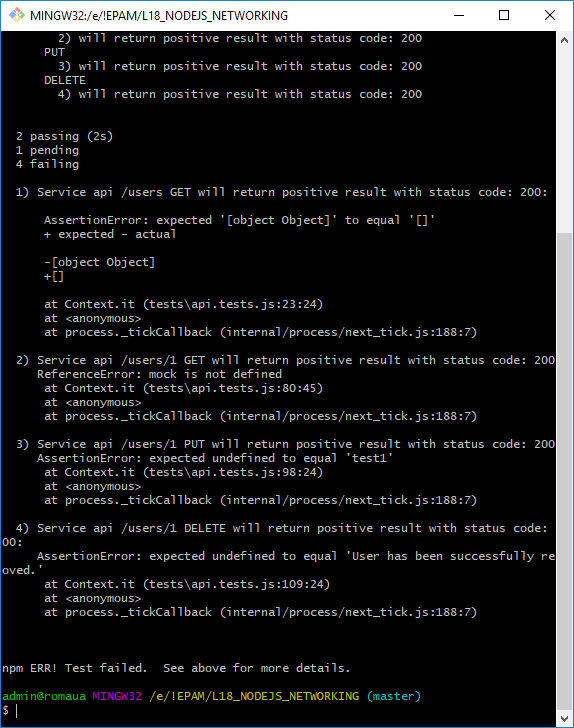 MINGW32:/e/!EPAM/L18_NODEJS_NETWORKING
2) will return positive result with status code: 200
PUT
3) will return positive result with status code: 200
DELETE
4) will return positive result with status code: 200
2 passing (2s)
1 pending
4 failing
1) Service api /users GET will return positive result with status code: 200:
AssertionError: expected '[object Object]' to equal '[]'
+ expected - actual
-[object Object]
+[]
at Context.it (tests\api.tests.js:23:24)
at <anonymous>
at process._tickCallback (internal/process/next_tick.js:188:7)
2) Service api /users/1 GET will return positive result with status code: 200
ReferenceError: mock is not defined
at Context.it (tests\api.tests.js:80:45)
at <anonymous>
at process._tickCallback (internal/process/next_tick.js:188:7)
3) Service api /users/1 PUT will return positive result with status code: 200
AssertionError: expected undefined to equal 'test1'
at Context.it (tests\api.tests.js:98:24)
at <anonymous>
at process._tickCallback (internal/process/next_tick.js:188:7)
4) Service api /users/1 DELETE will return positive result with status code:
00:
AssertionError: expected undefined to equal 'User has been successfully re
oved.'
at Context.it (tests\api.tests.js:109:24)
at <anonymous>
at process._tickCallback (internal/process/next_tick.js:188:7)
npm ERR! Test failed.  See above for more details.
admin@romaua MINGW32 /e/!EPAM/L18_NODEJS_NETWORKING (master)
$